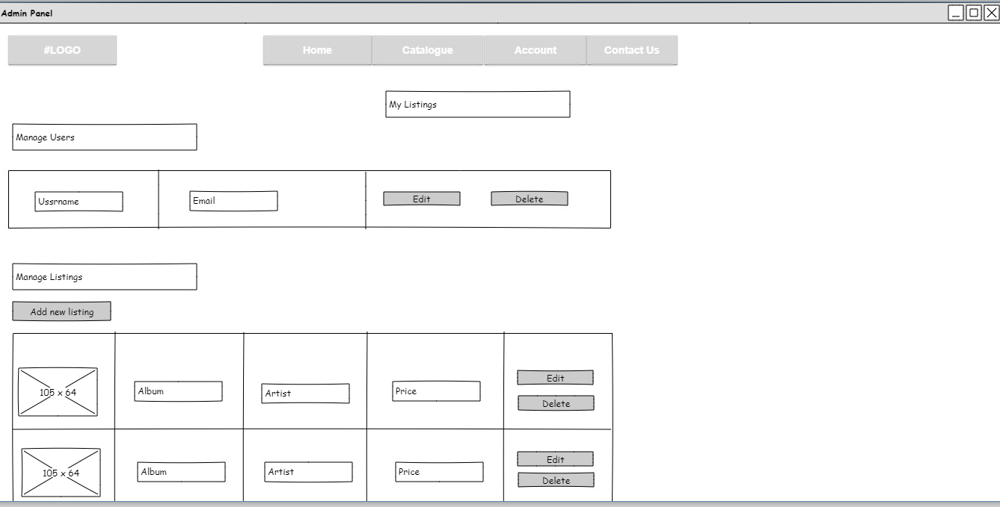 Admin Panel
#LOGO Home Catalogue Account Contact Us
My Listings
Manage Users
Ussrname Email Edit Delete
Manage Listings
Add new listing
105 x 64 Album Artist Price Edit
Delete
105 x 64 Album Artist Price Edit
Delete